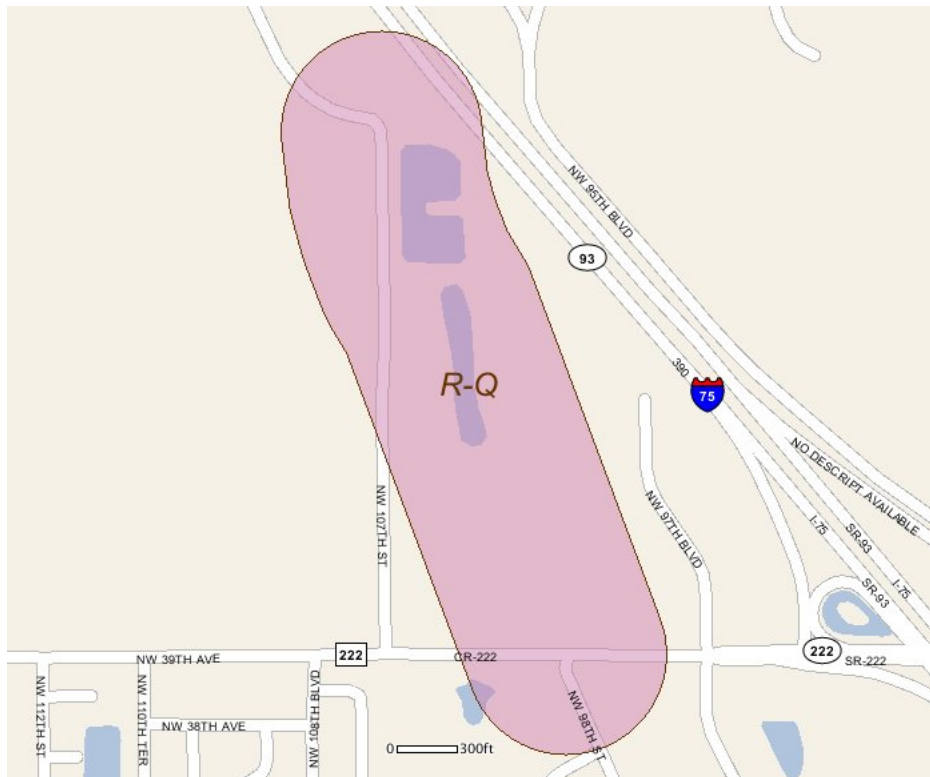 NW 95TH BLVD
93
390
75
R-Q
NO DESCRIPT AVAILABLE
NW 107TH ST
NW 97TH BLVD
I-75
SR-93
I-75
SR-93
222
NW 39TH AVE
CR-222
222
SR-222
NW 112TH ST
NW 110TH TER
NW 108TH BLVD
NW 38TH AVE
NW 98TH ST
0 300ft